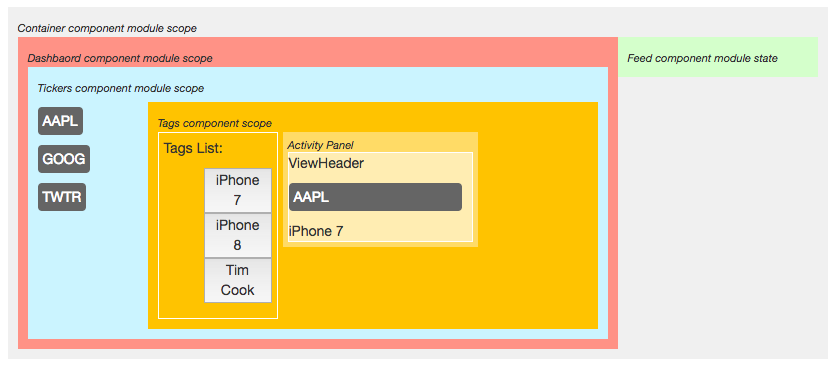 Container component module scope
Dashbaord component module scope
Feed component module state
Tickers component module scope
AAPL
GOOG
TWTR
Tags component scope
Tags List:
iPhone
7
iPhone
8
Tim
Cook
Activity Panel
ViewHeader
AAPL
iPhone 7